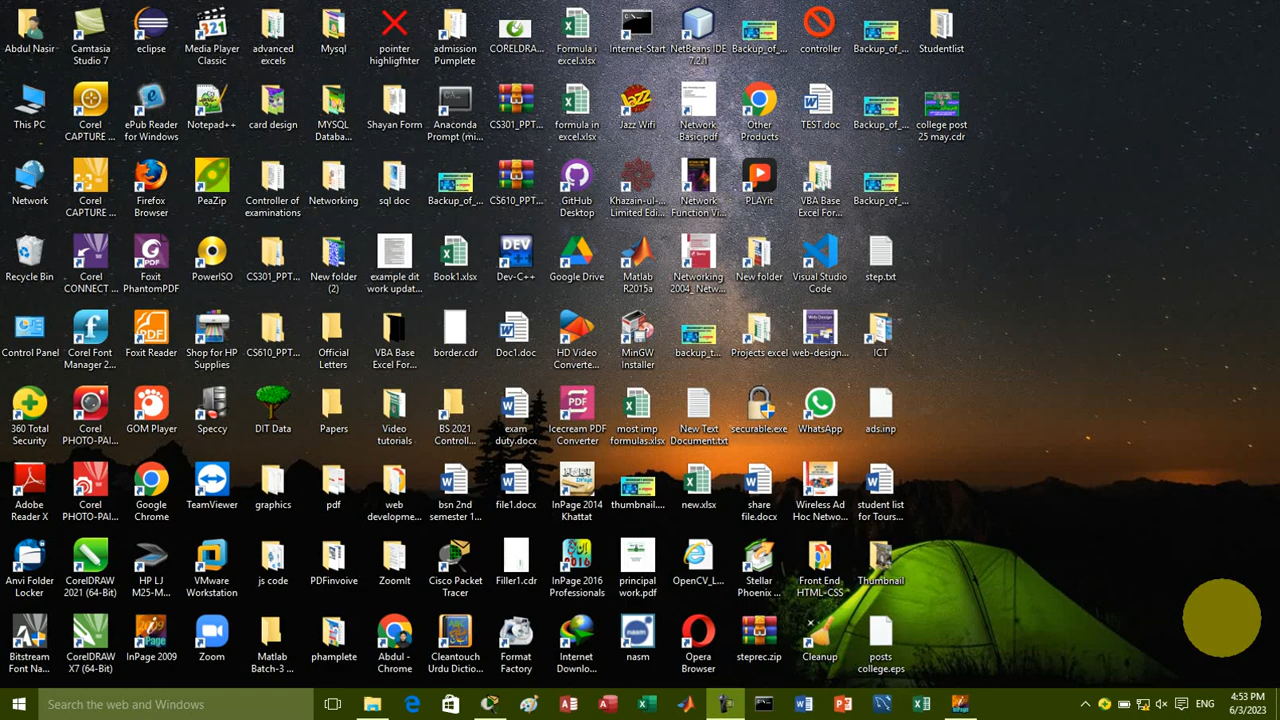 Abdul Nasir
Camtasia Studio 7
eclipse
Media Player Classic
advanced excels
Mysql
pointer highligfhter
admission Pumplete
CORELDRA...
Formula i excel.xlsx
Internet-Start
NetBeans IDE 7.2.1
Backup_of_...
controller
Backup_of_...
Studentlist
This PC
Corel CAPTURE ...
ePub Reader for Windows
Notepad++
card design
MYSQL Databa...
Shayan Form
Anaconda Prompt (mi...
CS301_PPT...
formula in excel.xlsx
Jazz Wifi
Network Basic.pdf
Other Products
TEST.doc
Backup_of_...
college post 25 may.cdr
Network
Corel CAPTURE ...
Firefox Browser
PeaZip
Controller of examinations
Networking
sql doc
Backup_of_...
CS610_PPT...
GitHub Desktop
Khazain-ul-... Limited Edi...
Network Function Vi...
PLAYit
VBA Base Excel For...
Backup_of_...
Recycle Bin
Corel CONNECT ...
Foxit PhantomPDF
PowerISO
CS301_PPT...
New folder (2)
example dit work updat...
Book1.xlsx
Dev-C++
Google Drive
Matlab R2015a
Networking 2004_ Netw...
New folder
Visual Studio Code
step.txt
Control Panel
Corel Font Manager 2...
Foxit Reader
Shop for HP Supplies
CS610_PPT...
Official Letters
VBA Base Excel For...
border.cdr
Doc1.doc
HD Video Converte...
MinGW Installer
backup_t...
Projects excel
web-design...
ICT
360 Total Security
Corel PHOTO-PAI...
GOM Player
Speccy
DIT Data
Papers
Video tutorials
BS 2021 Controll...
exam duty.docx
Icecream PDF Converter
most imp formulas.xlsx
New Text Document.txt
securable.exe
WhatsApp
ads.inp
Adobe Reader X
Corel PHOTO-PAI...
Google Chrome
TeamViewer
graphics
pdf
web developme...
bsn 2nd semester 1...
file1.docx
InPage 2014 Khattat
thumbnail....
new.xlsx
share file.docx
Wireless Ad Hoc Netwo...
student list for Tours...
Anvi Folder Locker
CorelDRAW 2021 (64-Bit)
HP LJ M25-M...
VMware Workstation
js code
PDFinvoive
ZoomIt
Cisco Packet Tracer
Filler1.cdr
InPage 2016 Professionals
principal work.pdf
OpenCV_L...
Stellar Phoenix ...
Front End HTML-CSS
Thumbnail
Bitstream Font Na...
CorelDRAW X7 (64-Bit)
InPage 2009
Zoom
Matlab Batch-3 ...
phamplete
Abdul - Chrome
Cleantouch Urdu Dictio...
Format Factory
Internet Downlo...
nasm
Opera Browser
steprec.zip
Cleanup
posts college.eps
Search the web and Windows
ENG
4:53 PM
6/3/2023